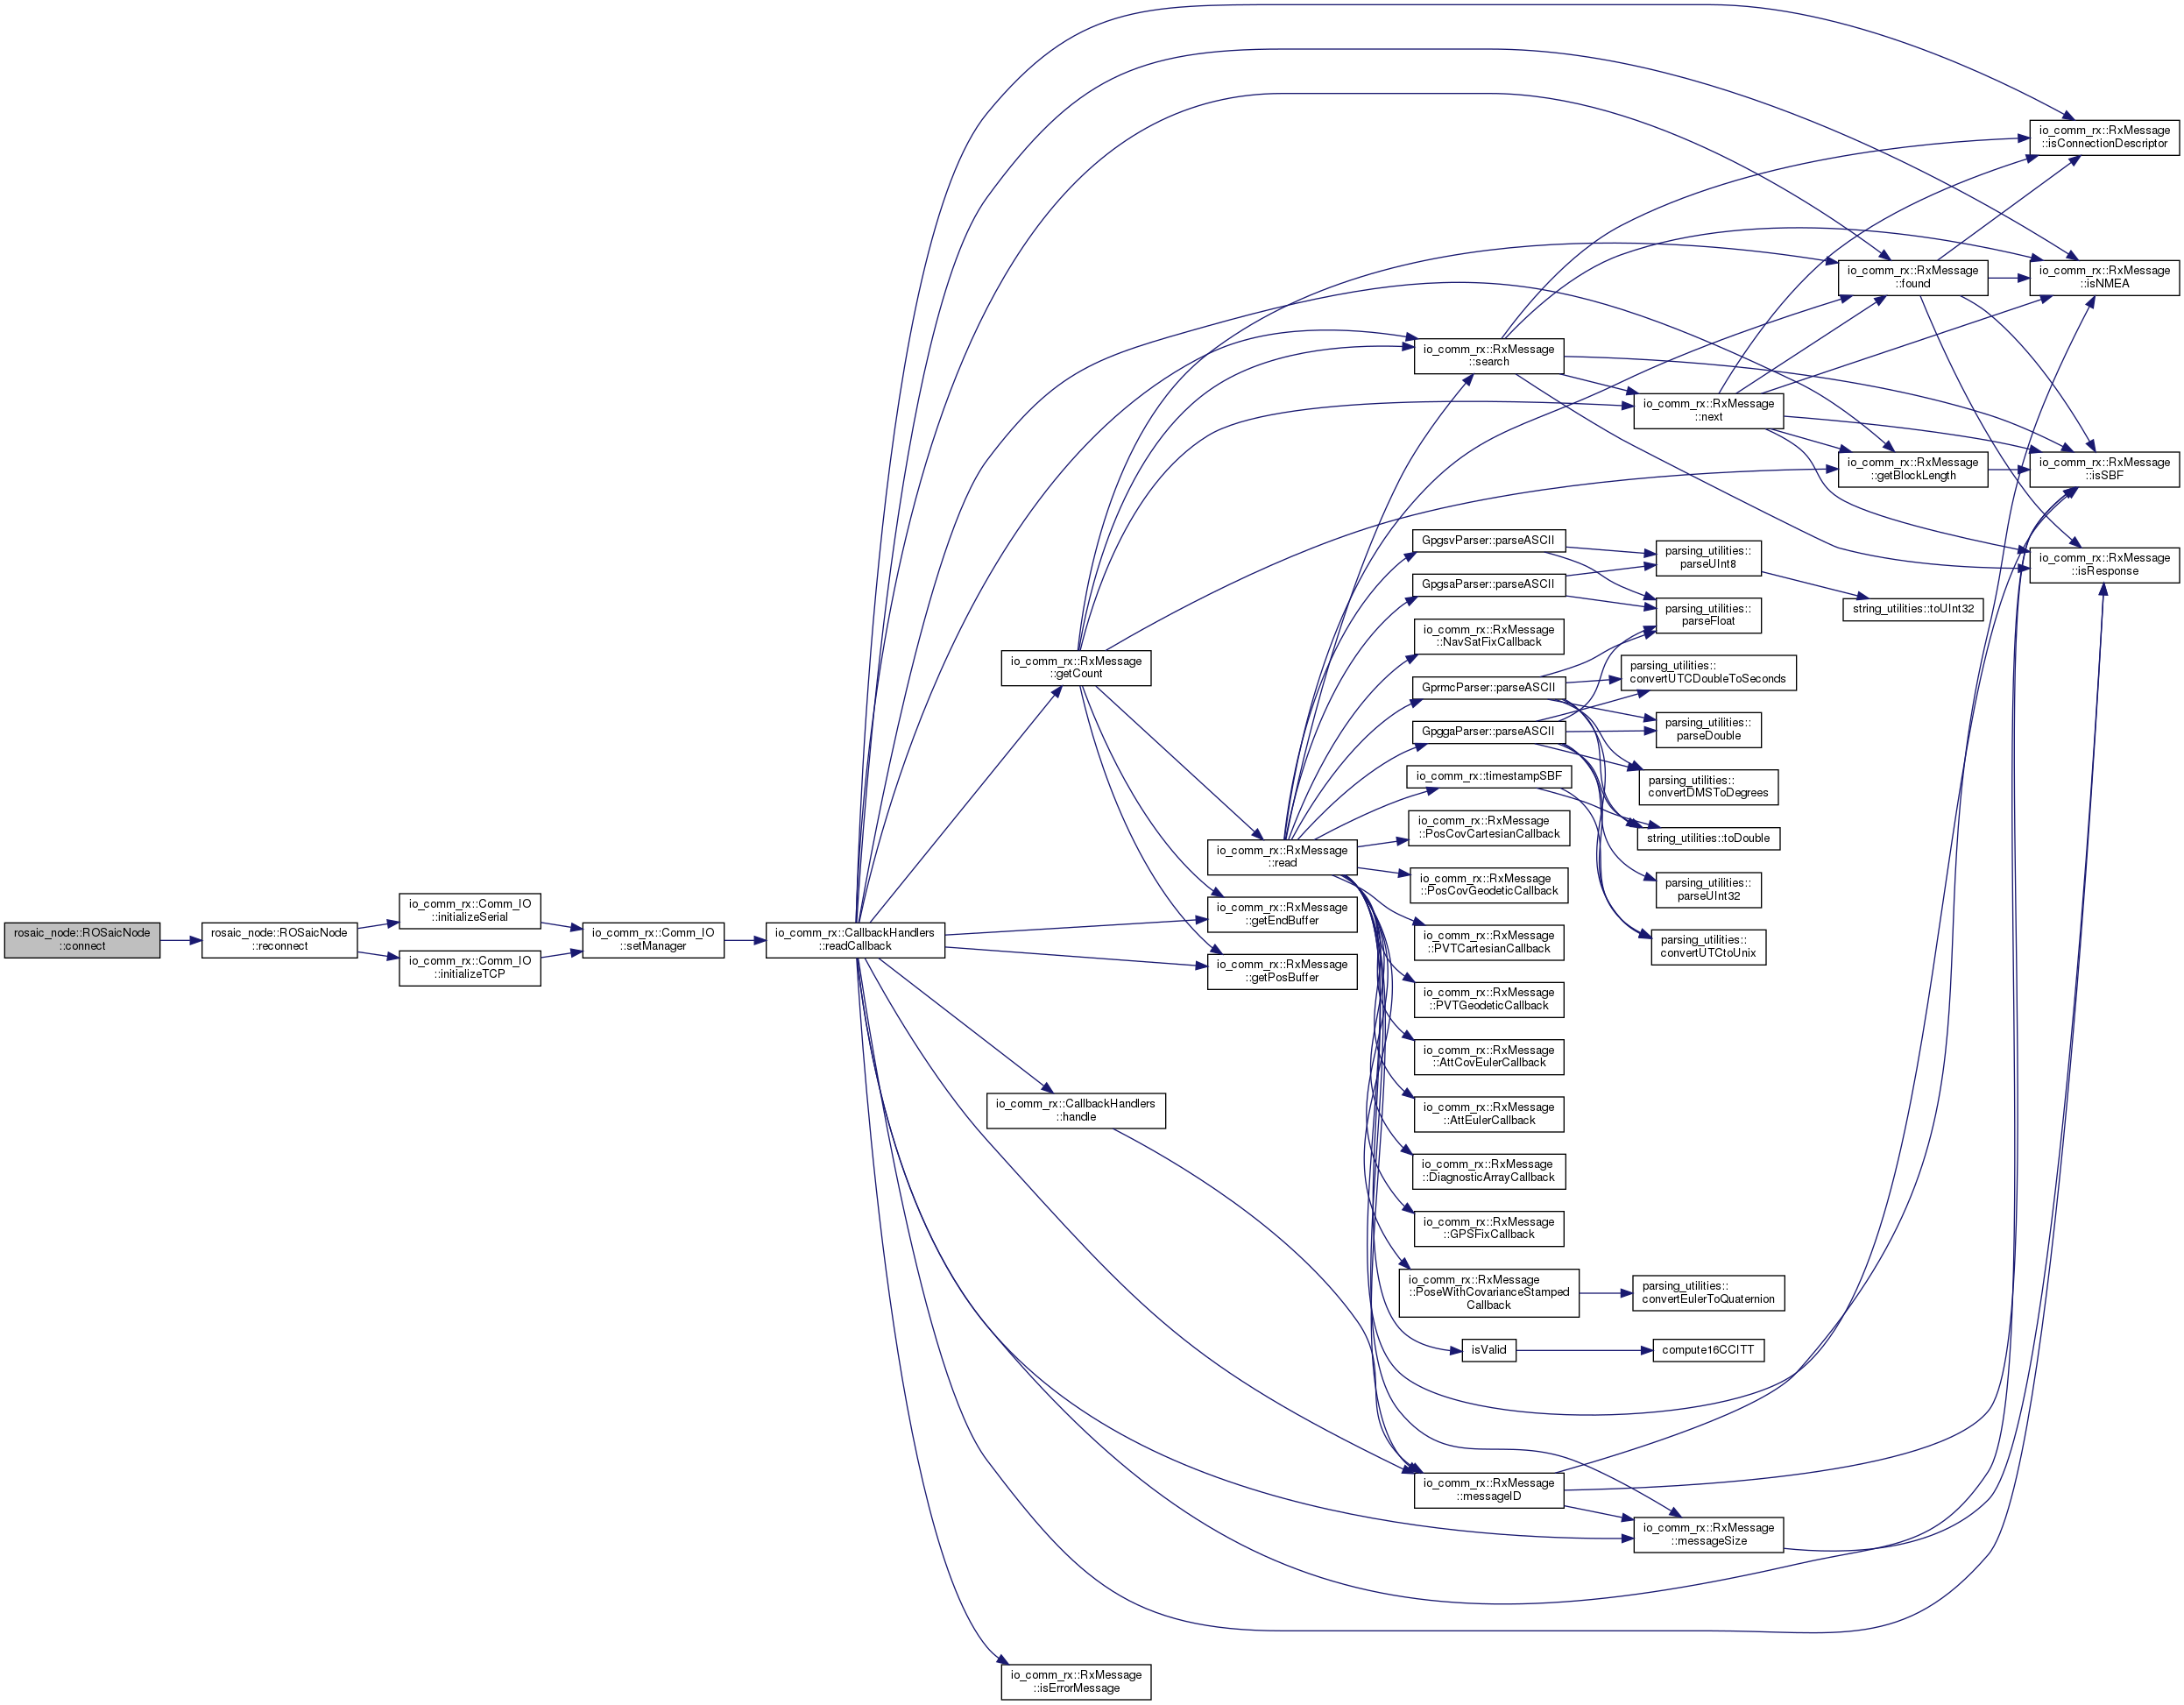 rosaic_node::ROSaicNode
::connect
rosaic_node::ROSaicNode
::reconnect
io_comm_rx::Comm_IO
::initializeSerial
io_comm_rx::Comm_IO
::initializeTCP
io_comm_rx::Comm_IO
::setManager
io_comm_rx::CallbackHandlers
::readCallback
io_comm_rx::RxMessage
::getCount
io_comm_rx::CallbackHandlers
::handle
io_comm_rx::RxMessage
::isErrorMessage
io_comm_rx::RxMessage
::read
io_comm_rx::RxMessage
::getEndBuffer
io_comm_rx::RxMessage
::getPosBuffer
io_comm_rx::RxMessage
::search
GpgsvParser::parseASCII
GpgsaParser::parseASCII
io_comm_rx::RxMessage
::NavSatFixCallback
GprmcParser::parseASCII
GpggaParser::parseASCII
io_comm_rx::timestampSBF
io_comm_rx::RxMessage
::PosCovCartesianCallback
io_comm_rx::RxMessage
::PosCovGeodeticCallback
io_comm_rx::RxMessage
::PVTCartesianCallback
io_comm_rx::RxMessage
::PVTGeodeticCallback
io_comm_rx::RxMessage
::AttCovEulerCallback
io_comm_rx::RxMessage
::AttEulerCallback
io_comm_rx::RxMessage
::DiagnosticArrayCallback
io_comm_rx::RxMessage
::GPSFixCallback
io_comm_rx::RxMessage
::PoseWithCovarianceStamped
Callback
isValid
io_comm_rx::RxMessage
::messageID
io_comm_rx::RxMessage
::next
parsing_utilities::
parseUInt8
parsing_utilities::
parseFloat
parsing_utilities::
convertUTCDoubleToSeconds
parsing_utilities::
parseDouble
parsing_utilities::
convertDMSToDegrees
string_utilities::toDouble
parsing_utilities::
parseUInt32
parsing_utilities::
convertUTCtoUnix
parsing_utilities::
convertEulerToQuaternion
compute16CCITT
io_comm_rx::RxMessage
::messageSize
io_comm_rx::RxMessage
::found
io_comm_rx::RxMessage
::getBlockLength
string_utilities::toUInt32
io_comm_rx::RxMessage
::isConnectionDescriptor
io_comm_rx::RxMessage
::isNMEA
io_comm_rx::RxMessage
::isSBF
io_comm_rx::RxMessage
::isResponse